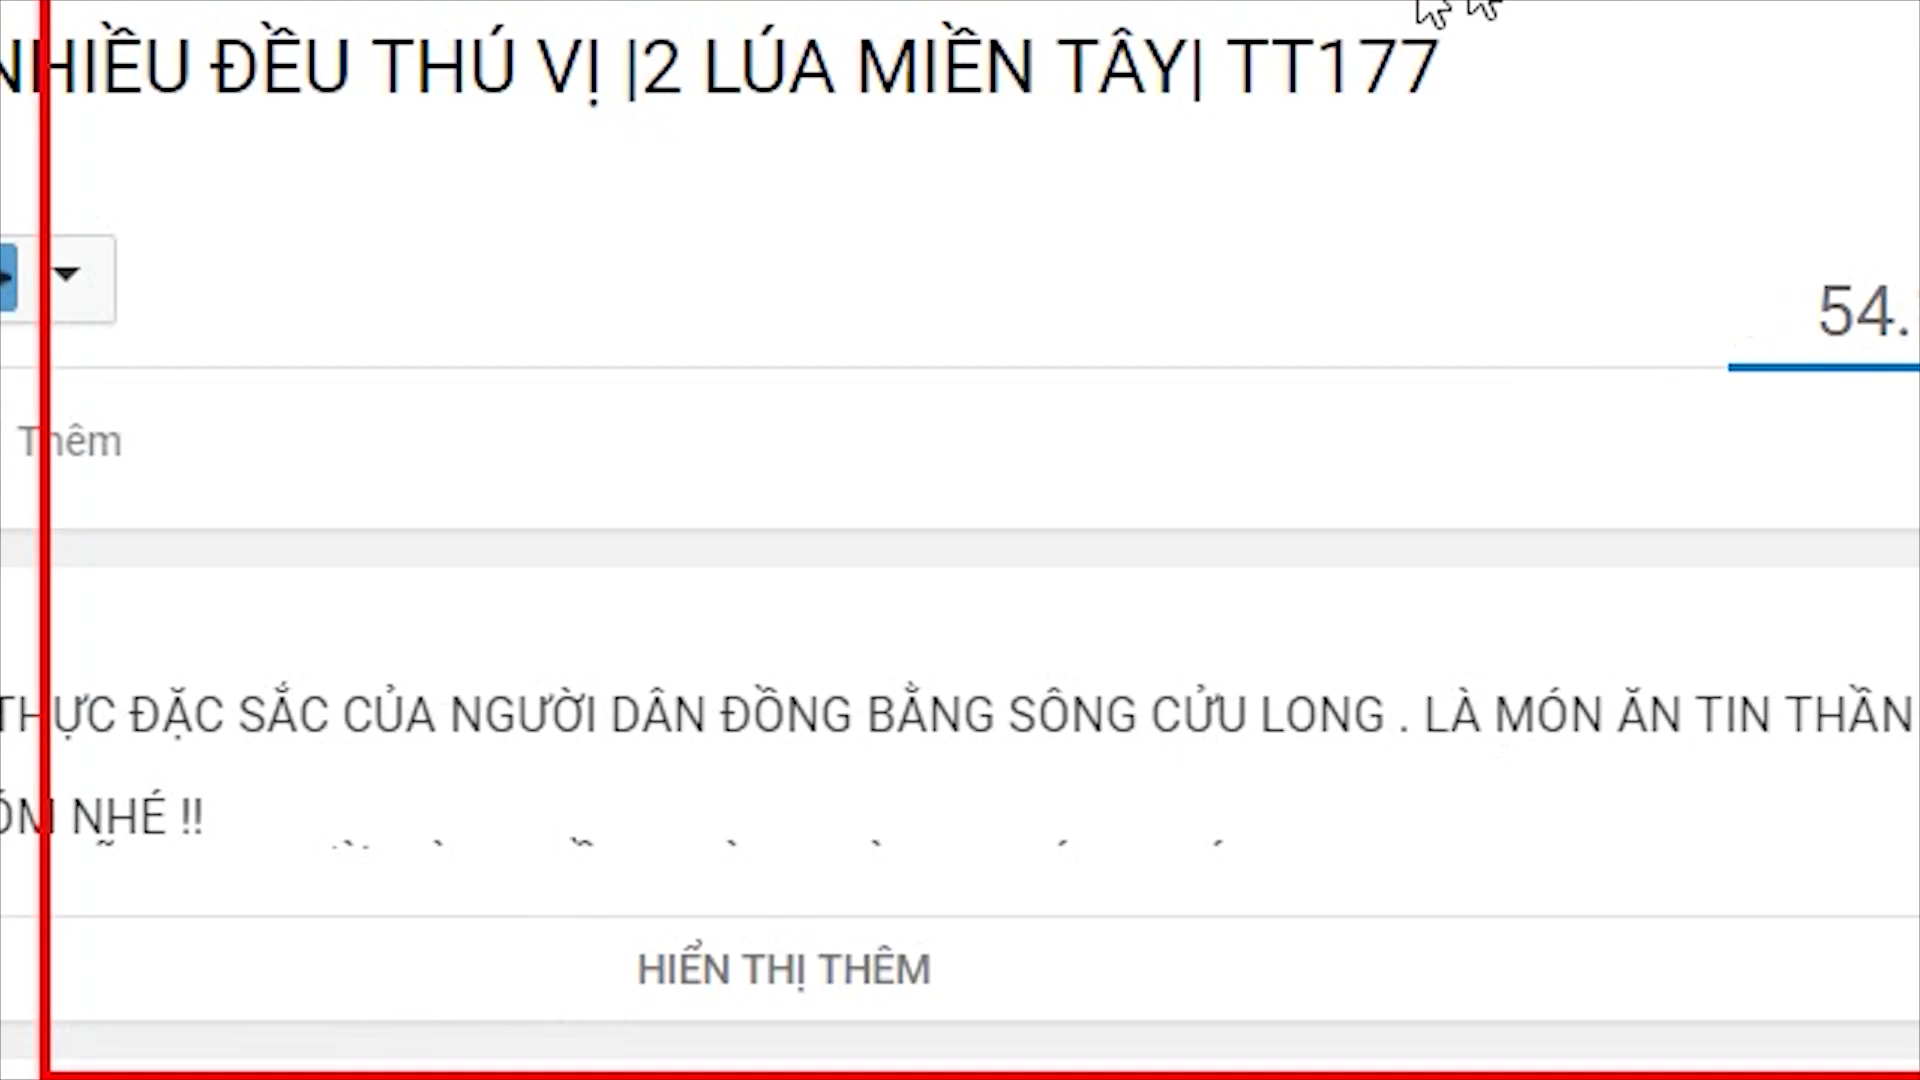 NHIỀU ĐỀU THÚ VỊ |2 LÚA MIỀN TÂY| TT177
54.
Thêm
THỰC ĐẶC SẮC CỦA NGƯỜI DÂN ĐỒNG BẰNG SÔNG CỬU LONG . LÀ MÓN ĂN TIN THẦN
ÓM NHÉ !!
HIỂN THỊ THÊM